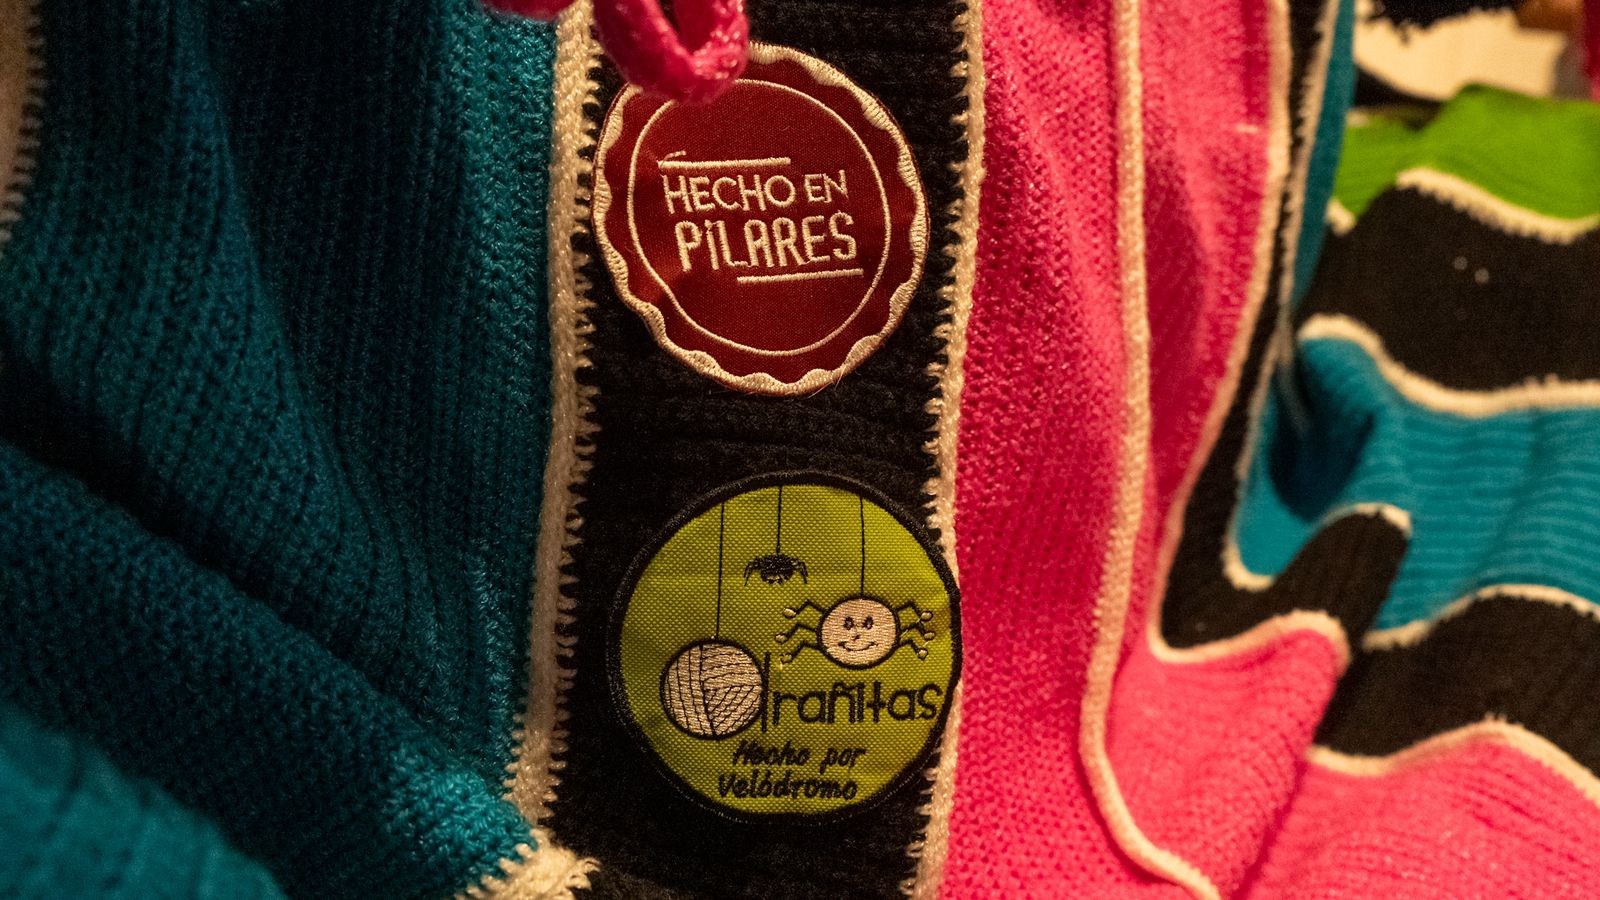 HECHO EN
PILARES
arañitas
Hecho por
Velódromo